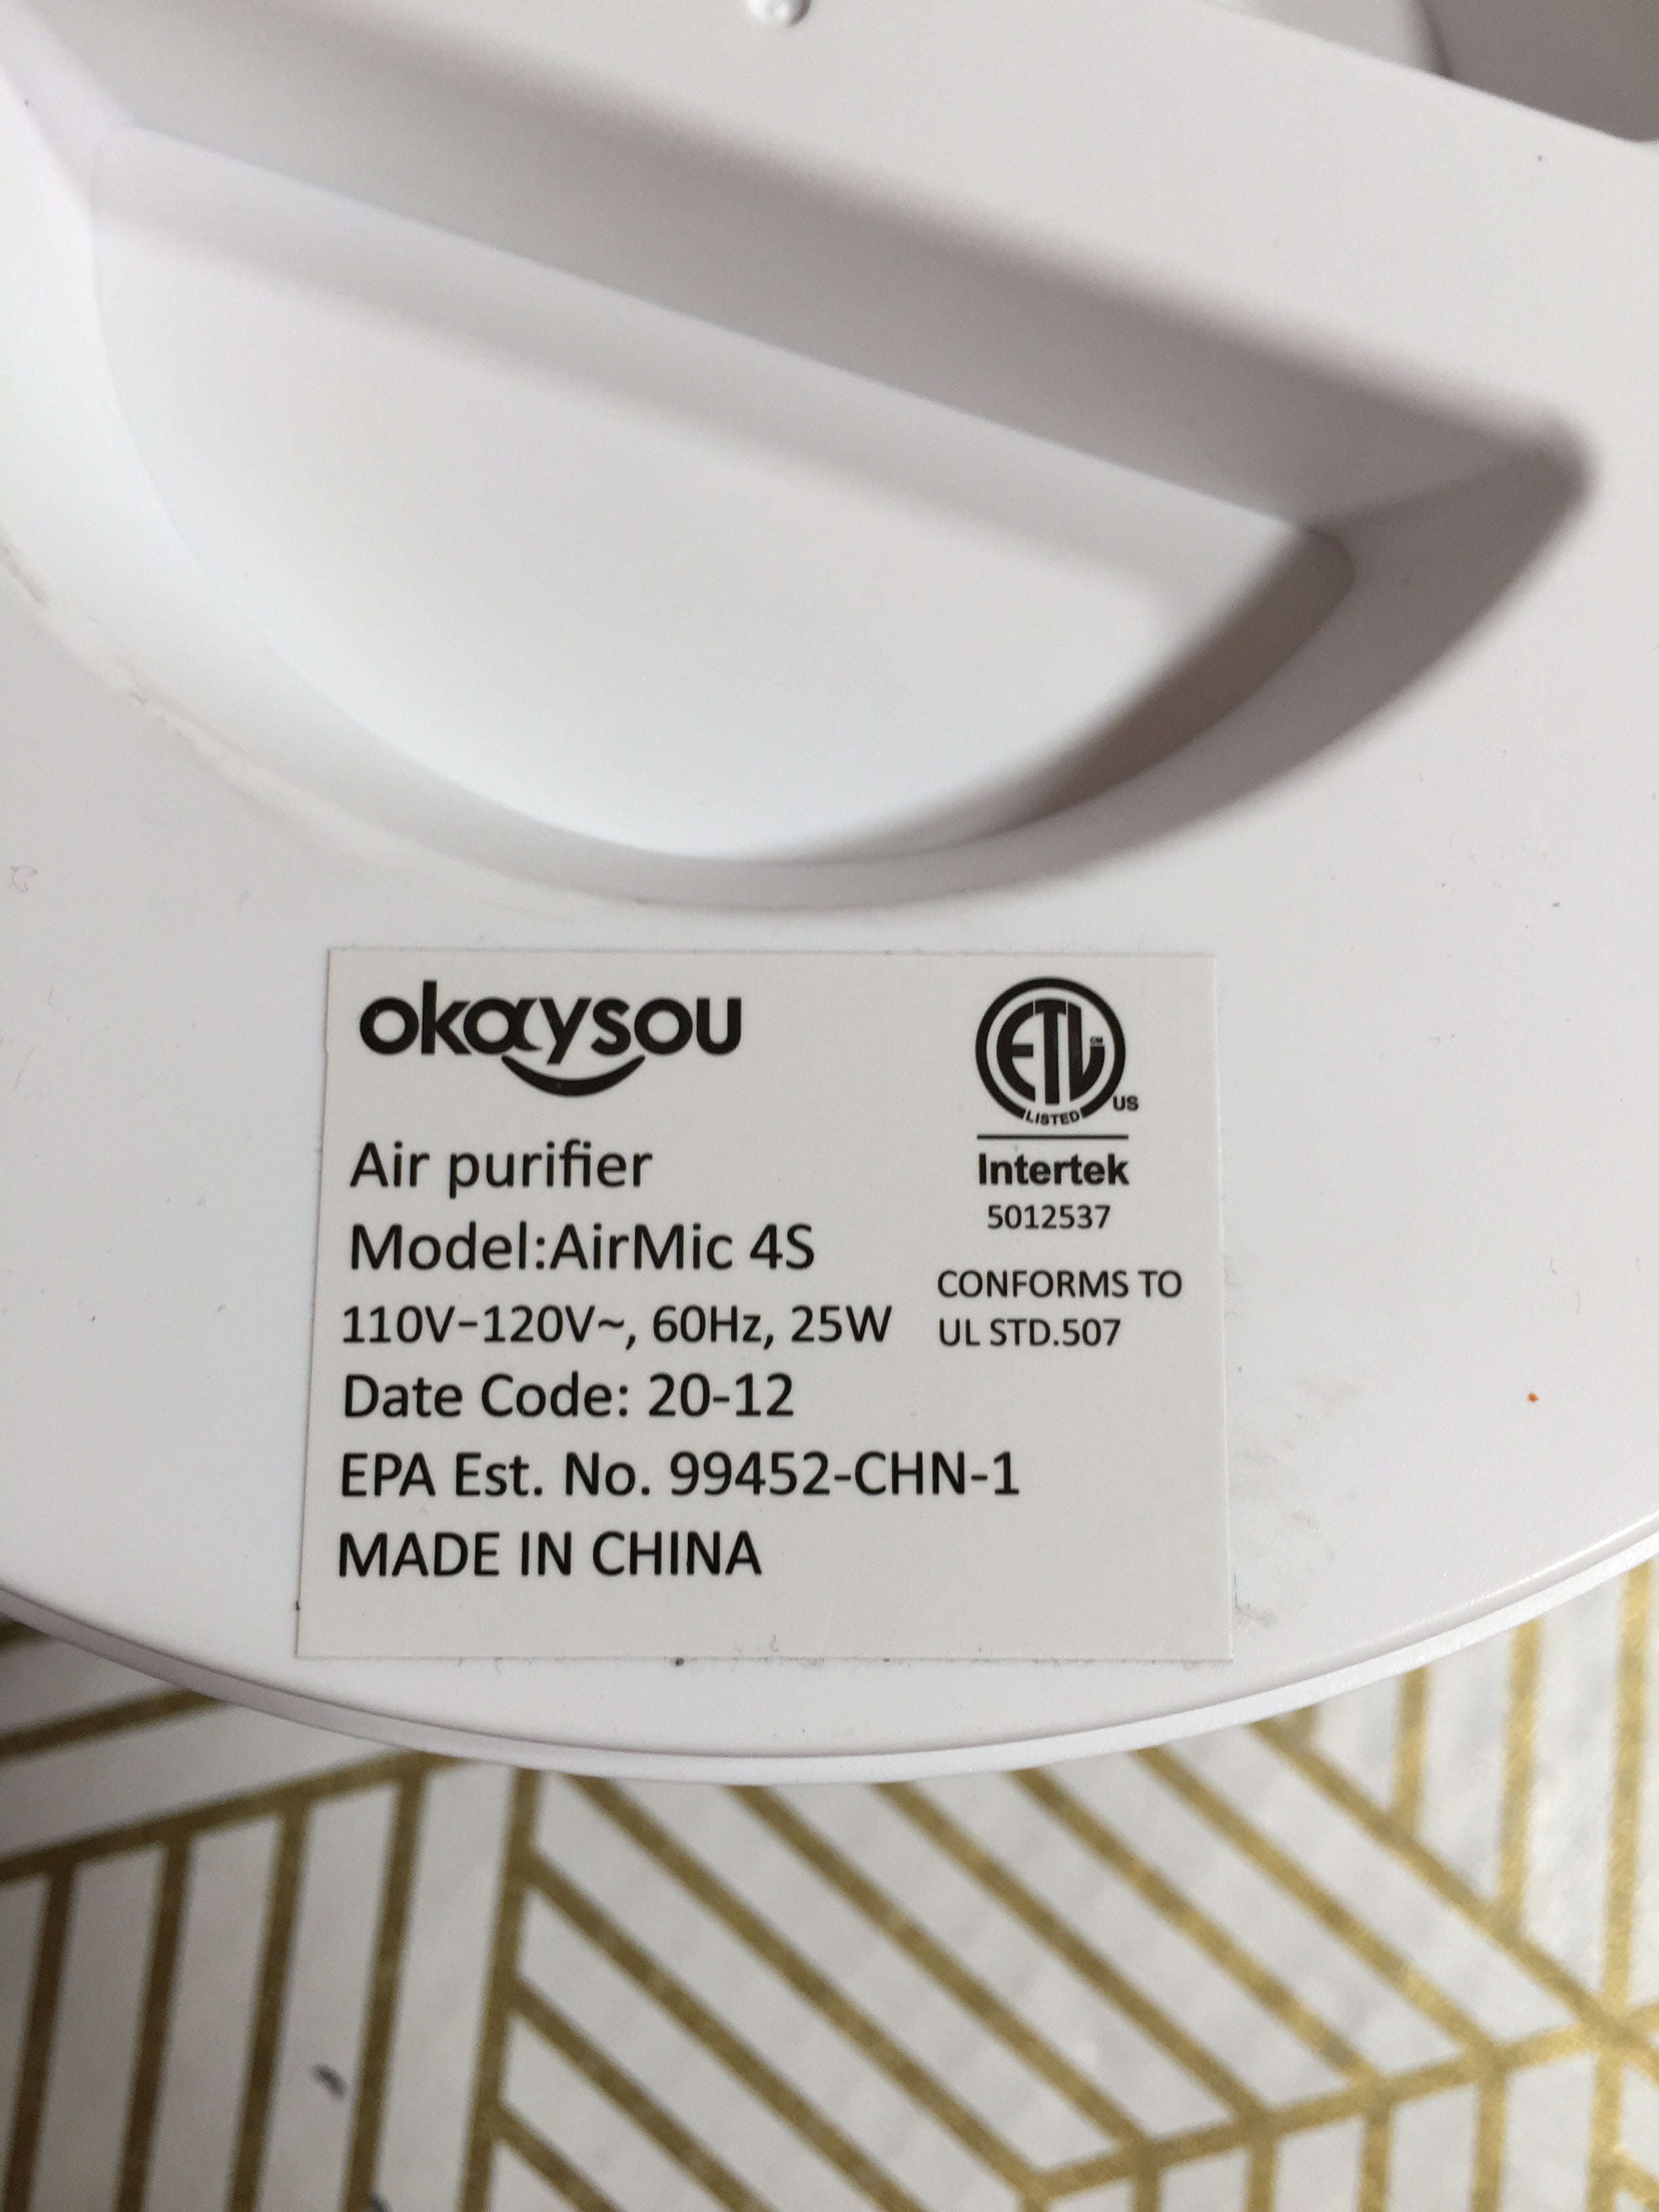 okaysou
Air purifier
Model:AirMic 4S
110V-120V~, 60Hz, 25W
Date Code: 20-12
EPA Est. No. 99452-CHN-1
MADE IN CHINA
ETL CM
LISTED US
Intertek
5012537
CONFORMS TO
UL STD.507